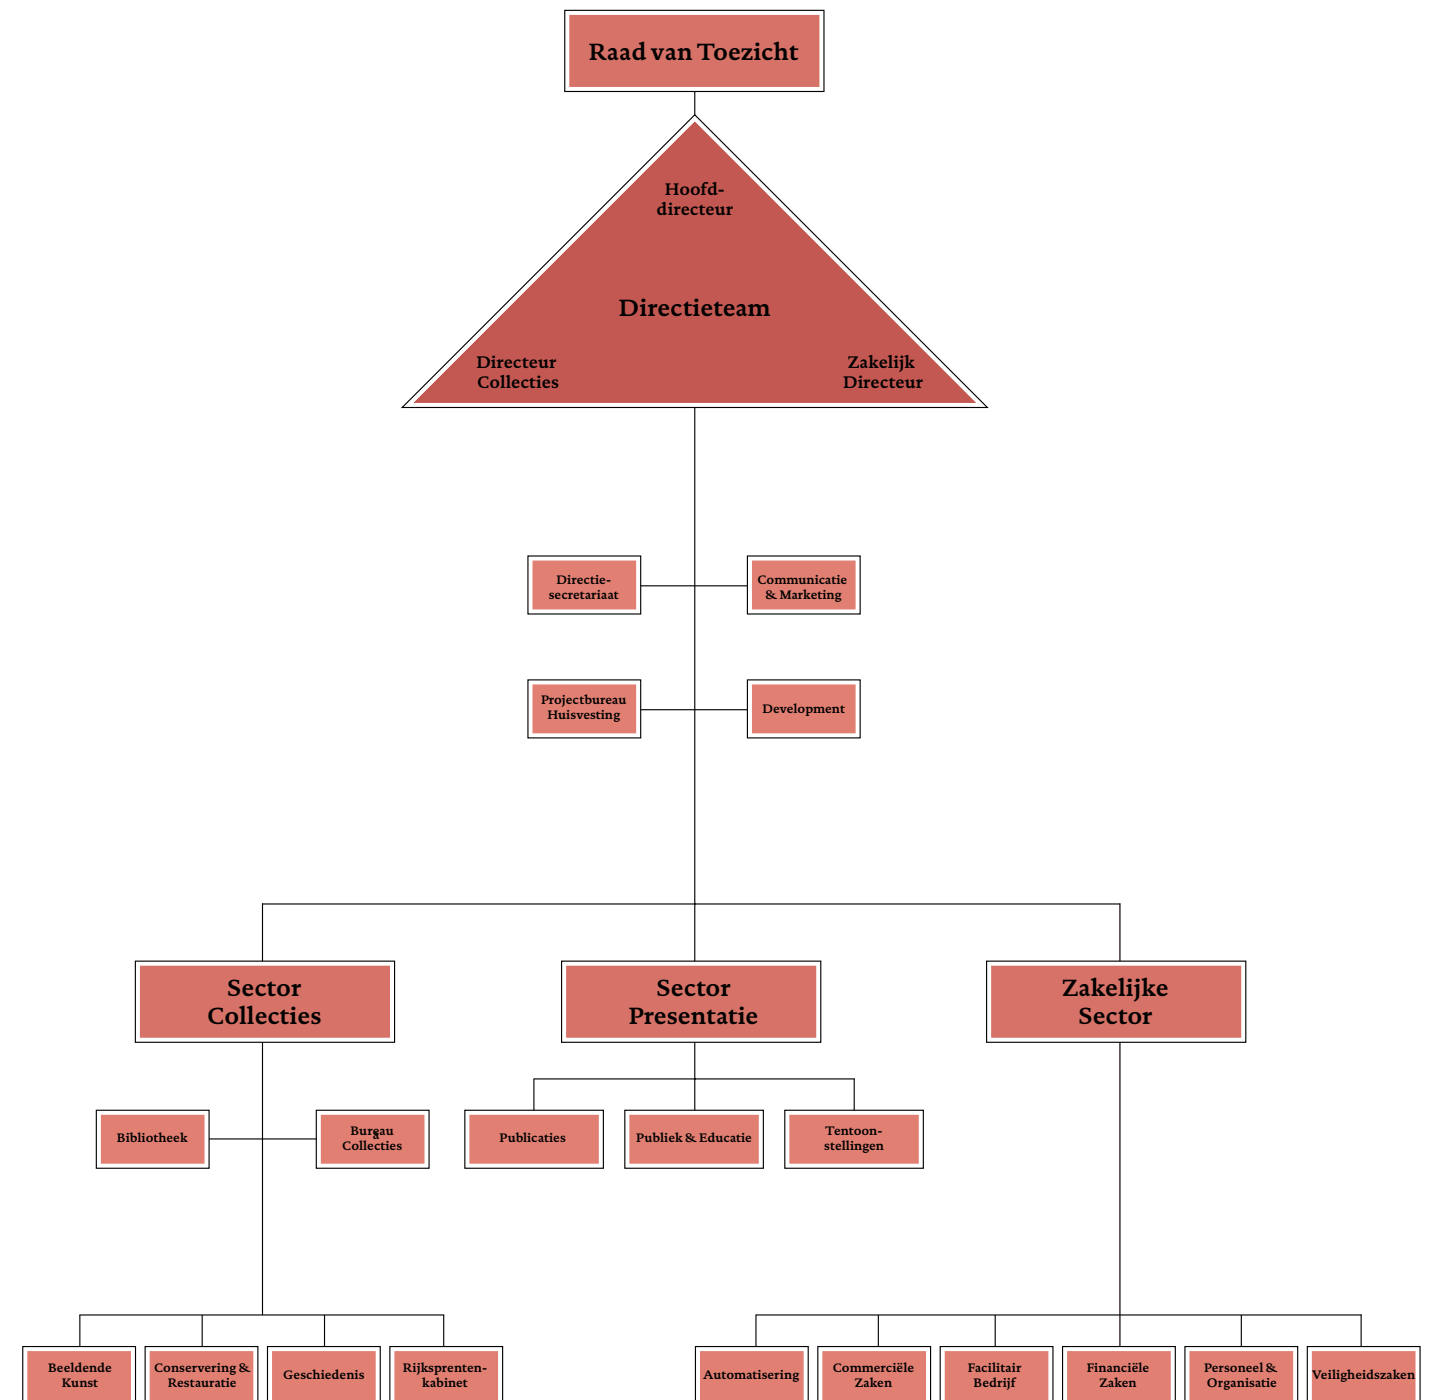 Raad van Toezicht
Hoofd-
directeur
Directieteam
Directeur
Collecties
Zakelijk
Directeur
Directie-
secretariaat
Communicatie
& Marketing
Projectbureau
Huisvesting
Development
Sector
Collecties
Sector
Presentatie
Zakelijke
Sector
Bibliotheek
Bureau
Collecties
Publicaties
Publiek & Educatie
Tentoon-
stellingen
Beeldende
Kunst
Conservering &
Restauratie
Geschiedenis
Rijksprenten-
kabinet
Automatisering
Commerciële
Zaken
Facilitair
Bedrijf
Financiële
Zaken
Personeel &
Organisatie
Veiligheidszaken